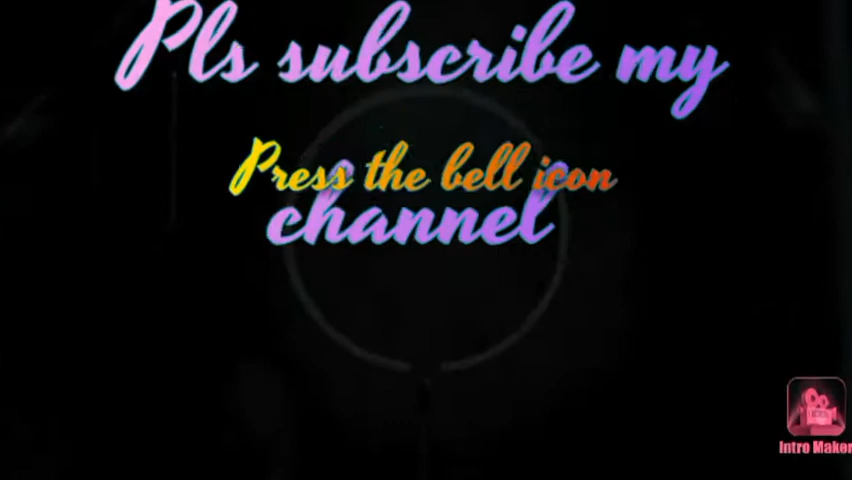 Pls subscribe my
Press the bell icon
channel
Intro Maker